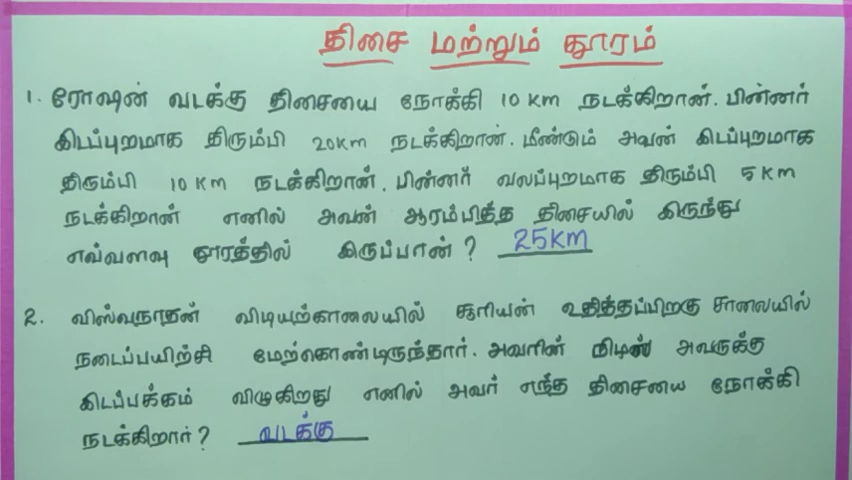 திசை மற்றும் தூரம்
1. ரோஷன் வடக்கு திசையை நோக்கி 10 Km நடக்கிறான். பின்னர்
இடப்புறமாக திரும்பி 20Km நடக்கிறான். மீண்டும் அவன் இடப்புறமாக
திரும்பி 10 Km நடக்கிறான். பின்னர் வலப்புறமாக திரும்பி 5 Km
நடக்கிறான் எனில் அவன் ஆரம்பித்த திசையில் இருந்து
எவ்வளவு தூரத்தில் இருப்பான் ? 25Km
2. விஸ்வநாதன் விடியற்காலையில் சூரியன் உதித்தப்பிறகு சாலையில்
நடைப்பயிற்சி மேற்கொண்டிருந்தார். அவரின் நிழல் அவருக்கு
இடப்பக்கம் விழுகிறது எனில் அவர் எந்த திசையை நோக்கி
நடக்கிறார் ? வடக்கு